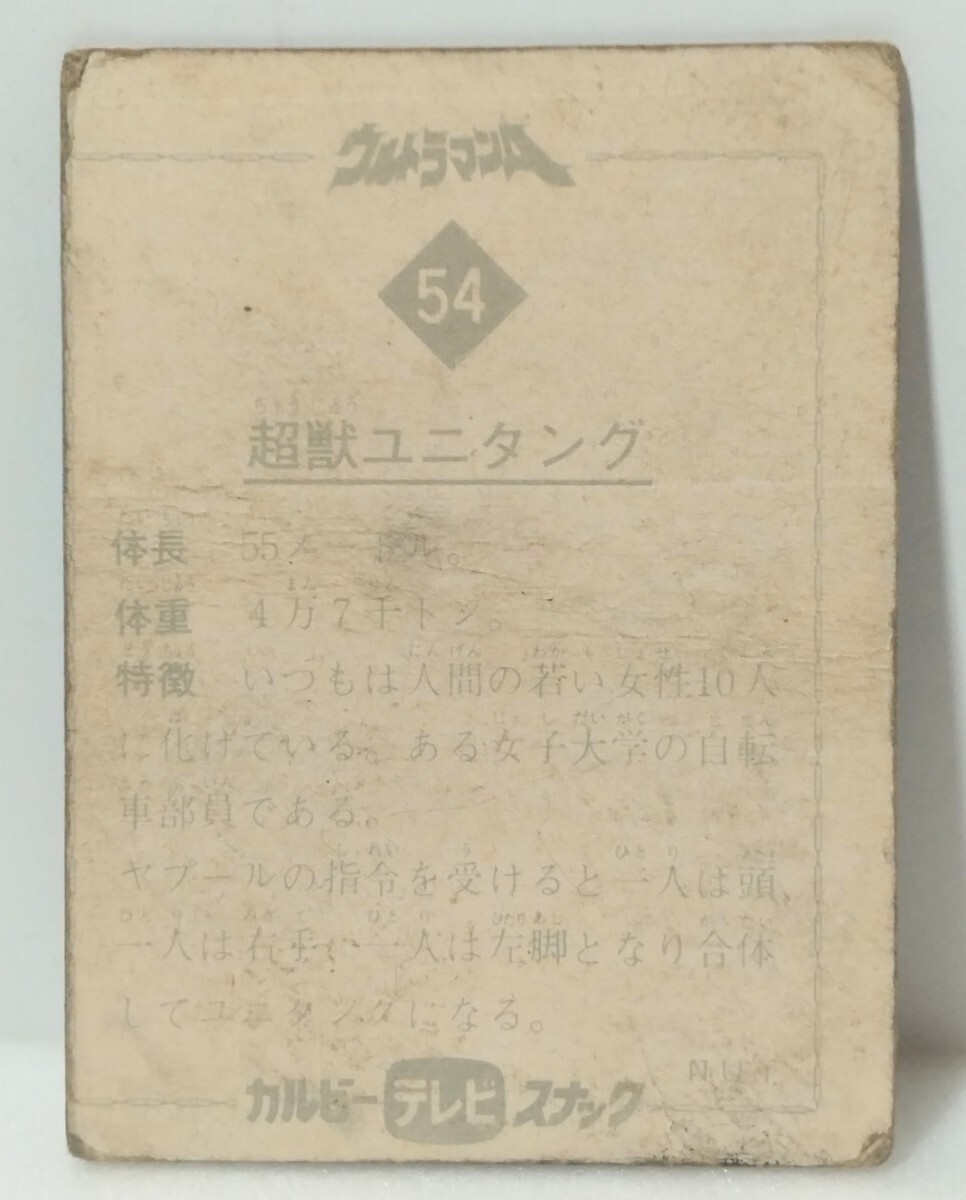 ウルトラマンA
54
超獣ユニタング
体長 55メートル。
体重 4万7千トン。
特徴 いつもは人間の若い女性10人
に化けている。ある女子大学の自転
車部員である。
ヤプールの指令を受けると一人は頭、
一人は右手、一人は左脚となり合体
してユニタングになる。
N.U.
カルビー テレビ スナック